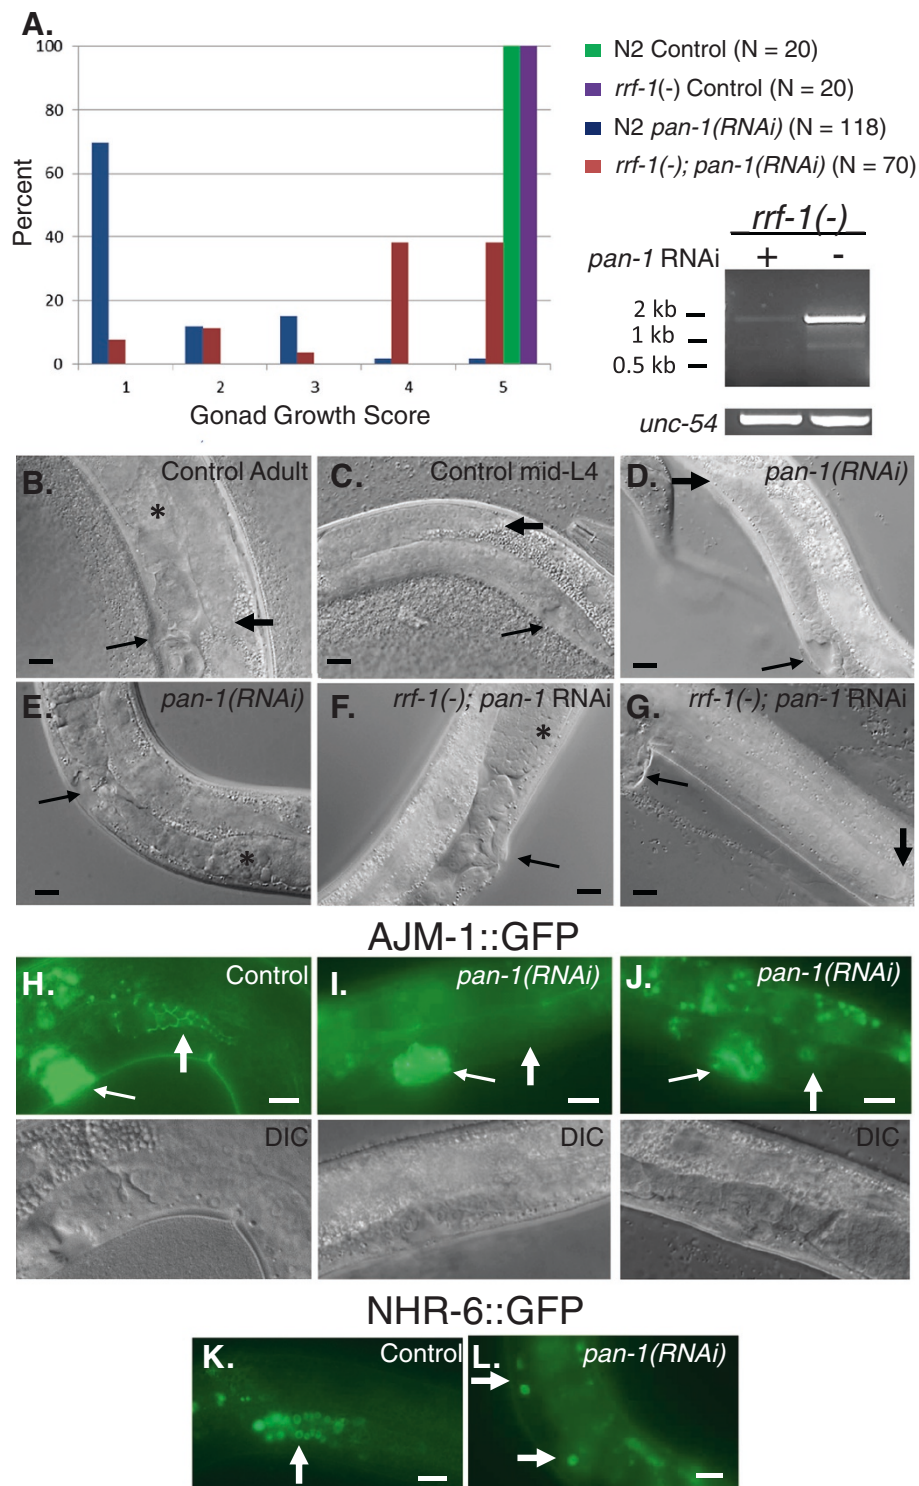 A.
100
80
60
40
20
0
Percent
1 2 3 4 5
Gonad Growth Score
N2 Control (N = 20)
rrf-1(-) Control (N = 20)
N2 pan-1(RNAi) (N = 118)
rrf-1(-); pan-1(RNAi) (N = 70)
rrf-1(-)
pan-1 RNAi + -
2 kb
1 kb
0.5 kb
unc-54
B. Control Adult
*
C. Control mid-L4
D. pan-1(RNAi)
E. pan-1(RNAi)
*
F. rrf-1(-); pan-1 RNAi
*
G. rrf-1(-); pan-1 RNAi
AJM-1::GFP
H. Control
I. pan-1(RNAi)
J. pan-1(RNAi)
DIC
DIC
DIC
NHR-6::GFP
K. Control
L. pan-1(RNAi)